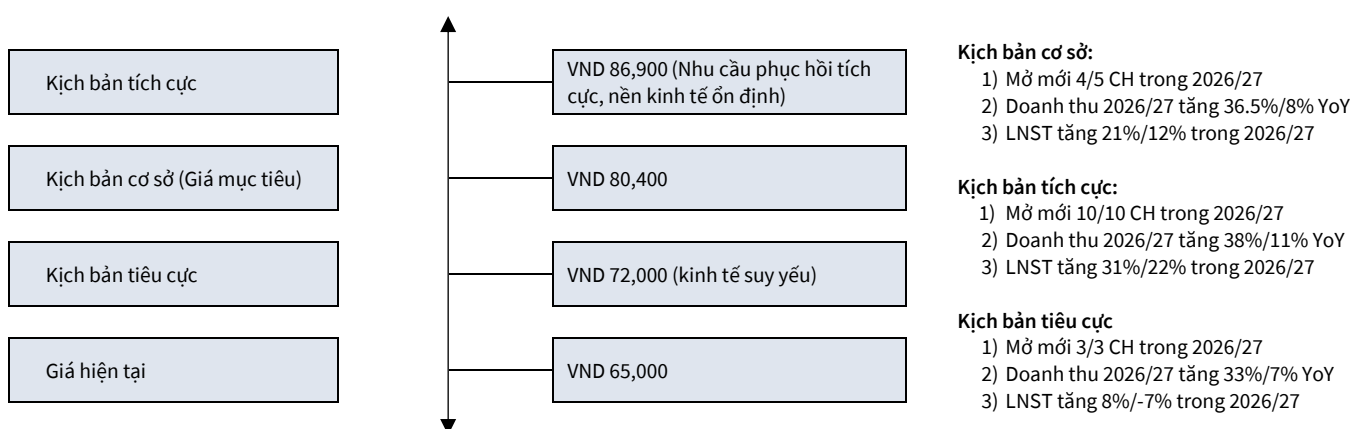 Kịch bản tích cực
VND 86,900 (Nhu cầu phục hồi tích
cực, nền kinh tế ổn định)
Kịch bản cơ sở (Giá mục tiêu)
VND 80,400
Kịch bản tiêu cực
VND 72,000 (kinh tế suy yếu)
Giá hiện tại
VND 65,000
Kịch bản cơ sở:
1) Mở mới 4/5 CH trong 2026/27
2) Doanh thu 2026/27 tăng 36.5%/8% YoY
3) LNST tăng 21%/12% trong 2026/27
Kịch bản tích cực:
1) Mở mới 10/10 CH trong 2026/27
2) Doanh thu 2026/27 tăng 38%/11% YoY
3) LNST tăng 31%/22% trong 2026/27
Kịch bản tiêu cực
1) Mở mới 3/3 CH trong 2026/27
2) Doanh thu 2026/27 tăng 33%/7% YoY
3) LNST tăng 8%/-7% trong 2026/27